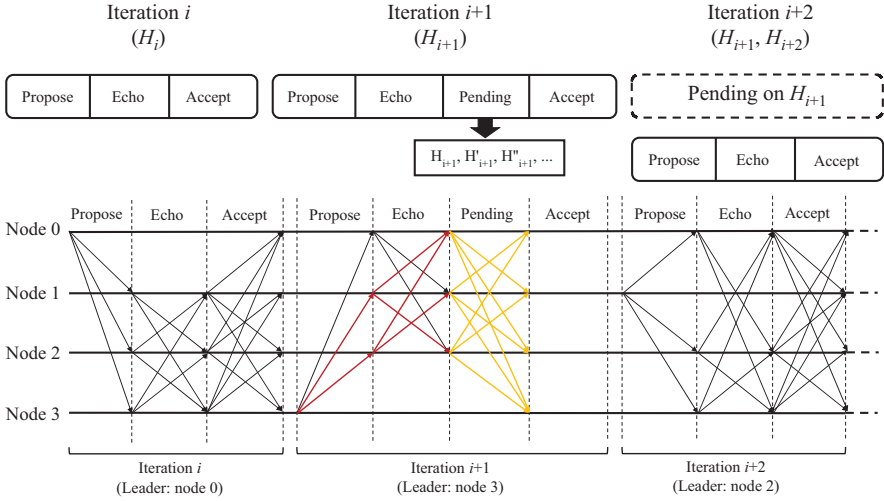 Iteration i
(Hi)
Iteration i+1
(Hi+1)
Iteration i+2
(Hi+1, Hi+2)
Propose Echo Accept
Propose Echo Pending Accept
Pending on Hi+1
Hi+1, H'i+1, H''i+1, ...
Propose Echo Accept
Propose Echo Accept Propose Echo Pending Accept Propose Echo Accept
Node 0
Node 1
Node 2
Node 3
Iteration i
(Leader: node 0)
Iteration i+1
(Leader: node 3)
Iteration i+2
(Leader: node 2)